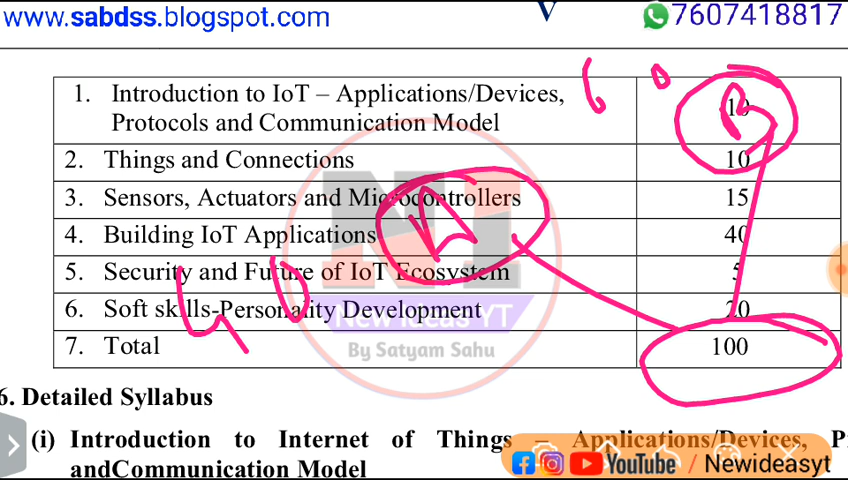 www.sabdss.blogspot.com V 7607418817
1. Introduction to IoT – Applications/Devices, 60 10
Protocols and Communication Model
2. Things and Connections 10
3. Sensors, Actuators and Microcontrollers 15
4. Building IoT Applications 40
5. Security and Future of IoT Ecosystem 5
6. Soft skills-Personality Development 20
40
7. Total 100
New Ideas YT
By Satyam Sahu
6. Detailed Syllabus
(i) Introduction to Internet of Things – Applications/Devices, P
andCommunication Model
YouTube / Newideasyt